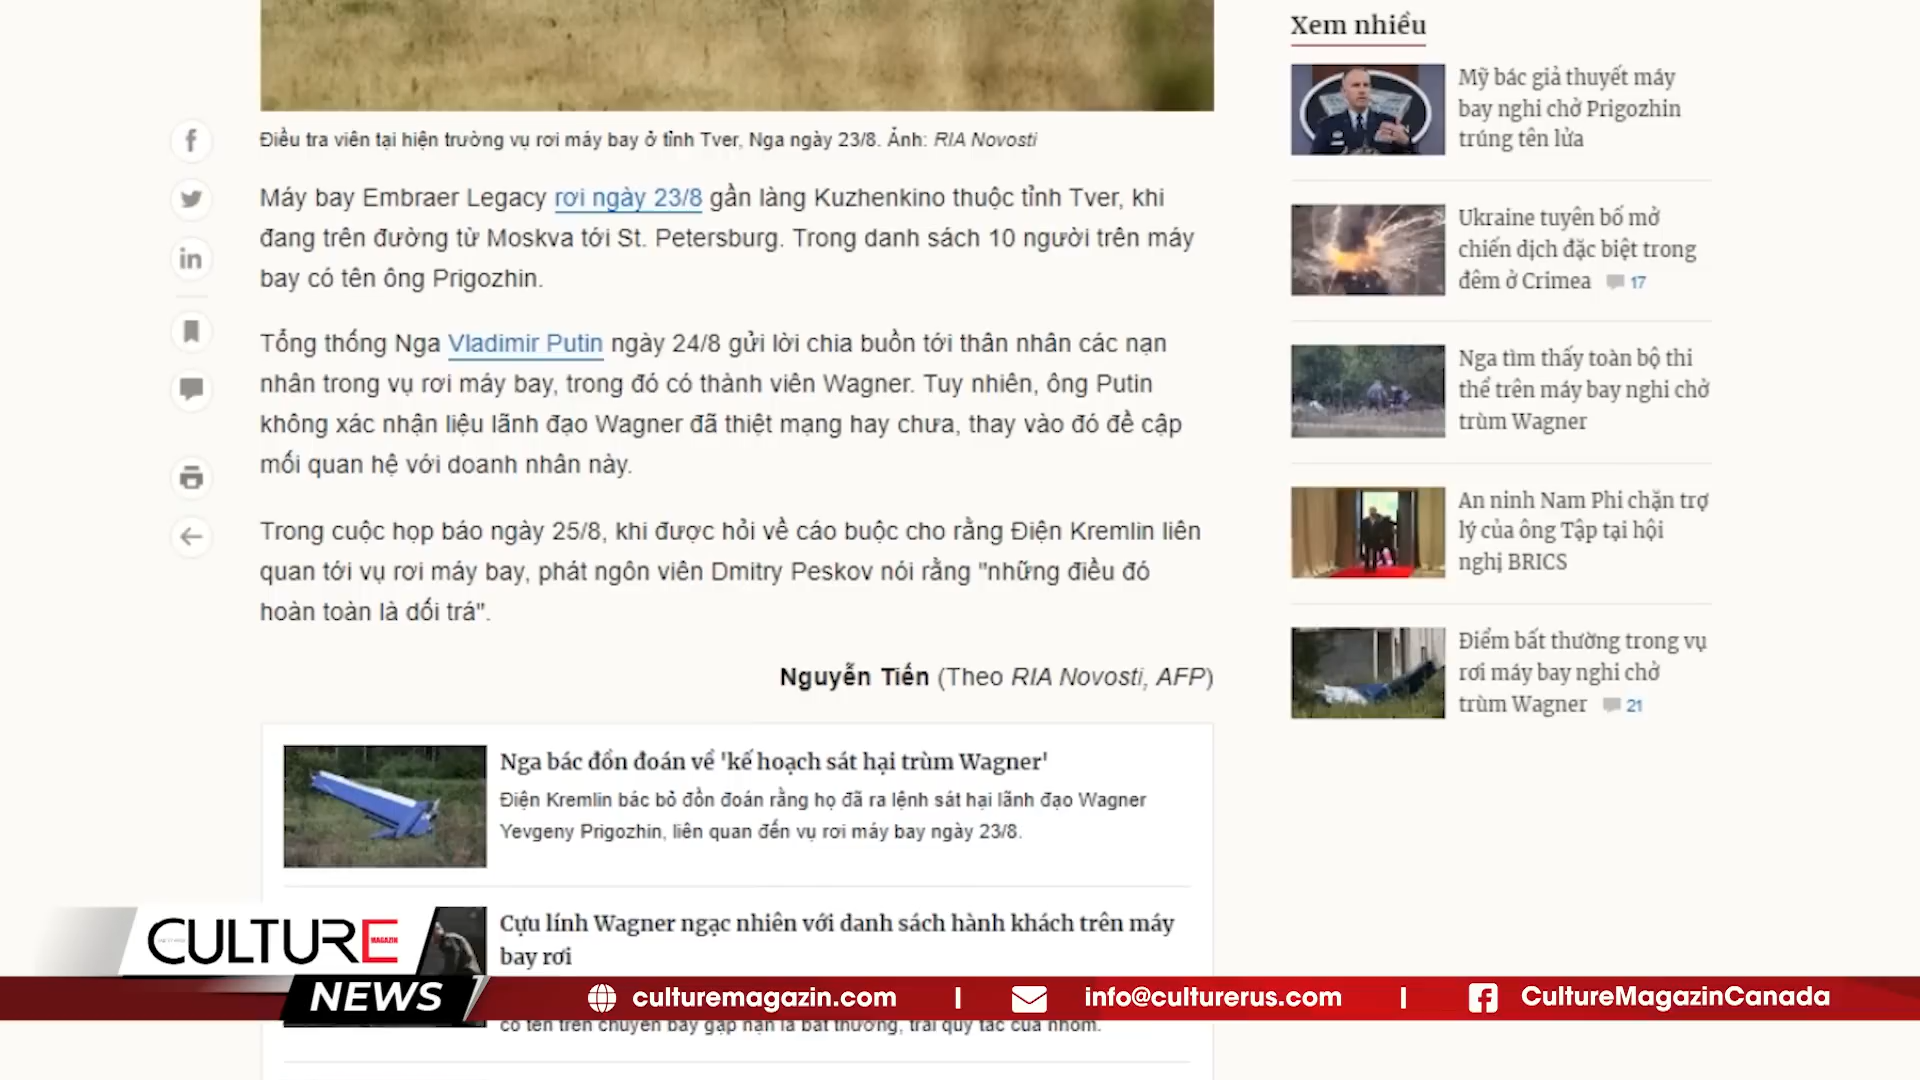 Điều tra viên tại hiện trường vụ rơi máy bay ở tỉnh Tver, Nga ngày 23/8. Ảnh: RIA Novosti
Máy bay Embraer Legacy rơi ngày 23/8 gần làng Kuzhenkino thuộc tỉnh Tver, khi
đang trên đường từ Moskva tới St. Petersburg. Trong danh sách 10 người trên máy
bay có tên ông Prigozhin.
Tổng thống Nga Vladimir Putin ngày 24/8 gửi lời chia buồn tới thân nhân các nạn
nhân trong vụ rơi máy bay, trong đó có thành viên Wagner. Tuy nhiên, ông Putin
không xác nhận liệu lãnh đạo Wagner đã thiệt mạng hay chưa, thay vào đó đề cập
mối quan hệ với doanh nhân này.
Trong cuộc họp báo ngày 25/8, khi được hỏi về cáo buộc cho rằng Điện Kremlin liên
quan tới vụ rơi máy bay, phát ngôn viên Dmitry Peskov nói rằng "những điều đó
hoàn toàn là dối trá".
Nguyễn Tiến (Theo RIA Novosti, AFP)
Nga bác đồn đoán về 'kế hoạch sát hại trùm Wagner'
Điện Kremlin bác bỏ đồn đoán rằng họ đã ra lệnh sát hại lãnh đạo Wagner
Yevgeny Prigozhin, liên quan đến vụ rơi máy bay ngày 23/8.
Cựu lính Wagner ngạc nhiên với danh sách hành khách trên máy
bay rơi
có tên trên chuyến bay gặp nạn là bất thường, trái quy tắc của nhóm.
Xem nhiều
Mỹ bác giả thuyết máy
bay nghi chở Prigozhin
trúng tên lửa
Ukraine tuyên bố mở
chiến dịch đặc biệt trong
đêm ở Crimea 17
Nga tìm thấy toàn bộ thi
thể trên máy bay nghi chở
trùm Wagner
An ninh Nam Phi chặn trợ
lý của ông Tập tại hội
nghị BRICS
Điểm bất thường trong vụ
rơi máy bay nghi chở
trùm Wagner 21
CULTURE
MAGAZIN
NEWS
culturemagazin.com | info@culturerus.com | CultureMagazinCanada